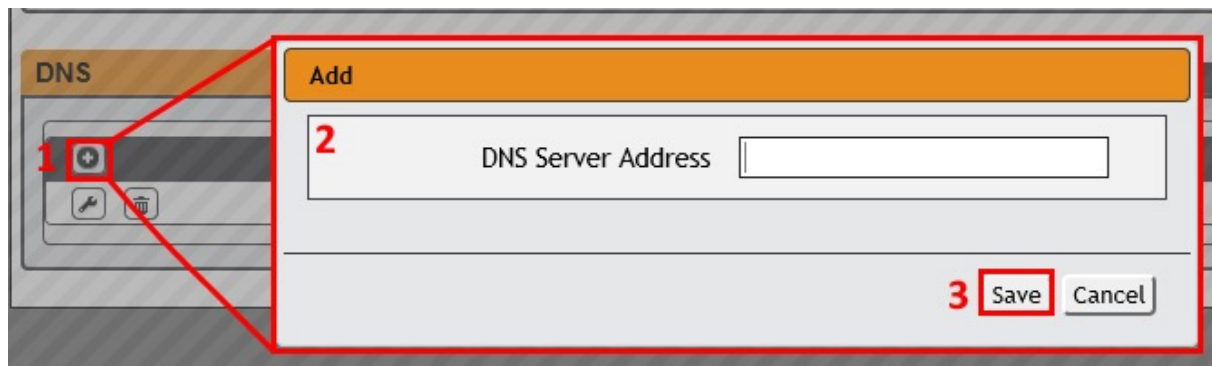 DNS
Add
1
2
DNS Server Address
3
Save
Cancel